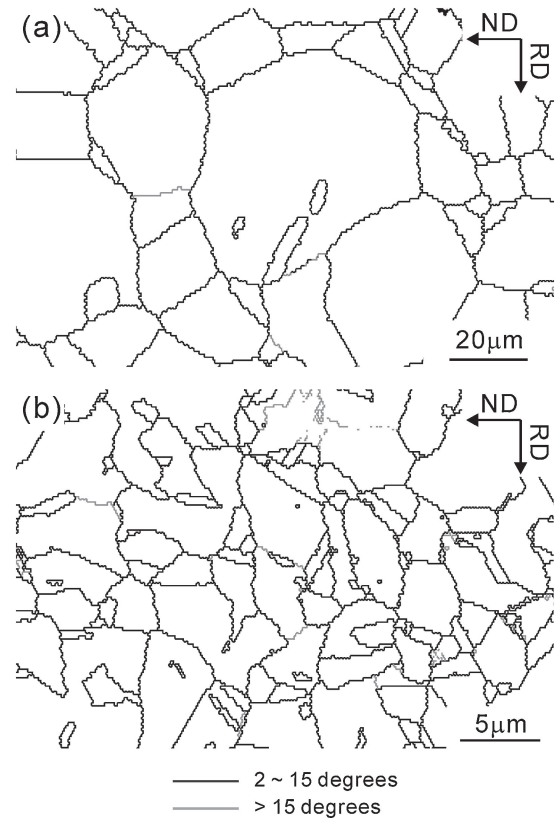 (a)
ND
RD
20μm
(b)
ND
RD
5μm
2 ~ 15 degrees
> 15 degrees